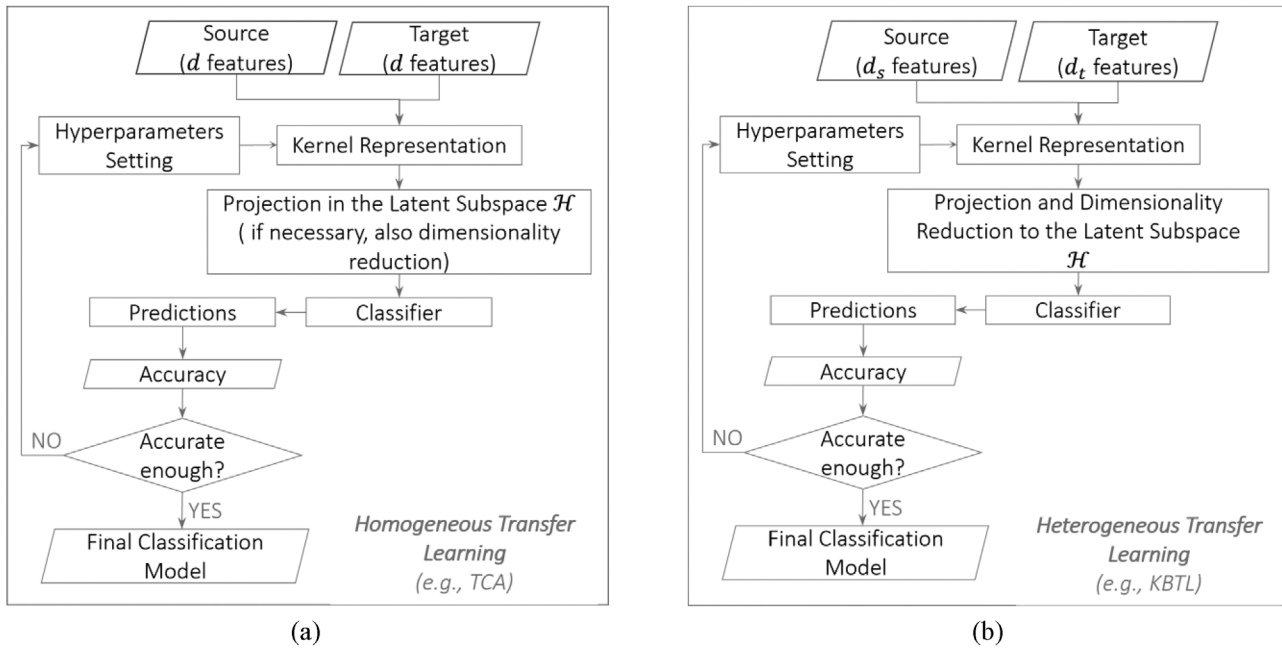 Source
(d features)
Target
(d features)
Hyperparameters
Setting
Kernel Representation
Projection in the Latent Subspace ℋ
( if necessary, also dimensionality
reduction)
Predictions
Classifier
Accuracy
NO
Accurate
enough?
YES
Final Classification
Model
Homogeneous Transfer
Learning
(e.g., TCA)
(a)
Source
(dₛ features)
Target
(dₜ features)
Hyperparameters
Setting
Kernel Representation
Projection and Dimensionality
Reduction to the Latent Subspace
ℋ
Predictions
Classifier
Accuracy
NO
Accurate
enough?
YES
Final Classification
Model
Heterogeneous Transfer
Learning
(e.g., KBTL)
(b)